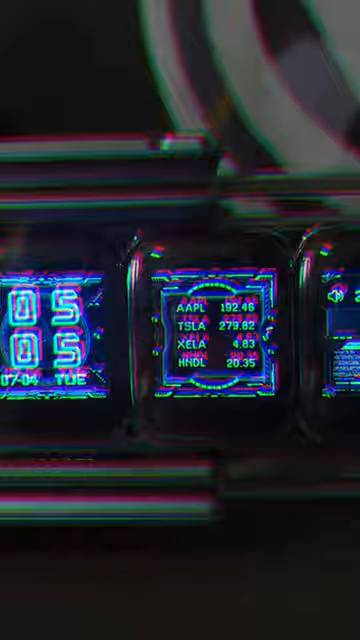 05
05
07-04 TUE
AAPL 192.46
TSLA 279.82
XELA 4.83
HNDL 20.35